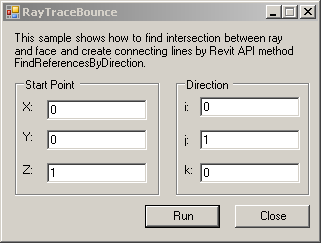 RayTraceBounce
This sample shows how to find intersection between ray
and face and create connecting lines by Revit API method
FindReferencesByDirection.
Start Point
X: 0
Y: 0
Z: 1
Direction
i: 0
j: 1
k: 0
Run Close